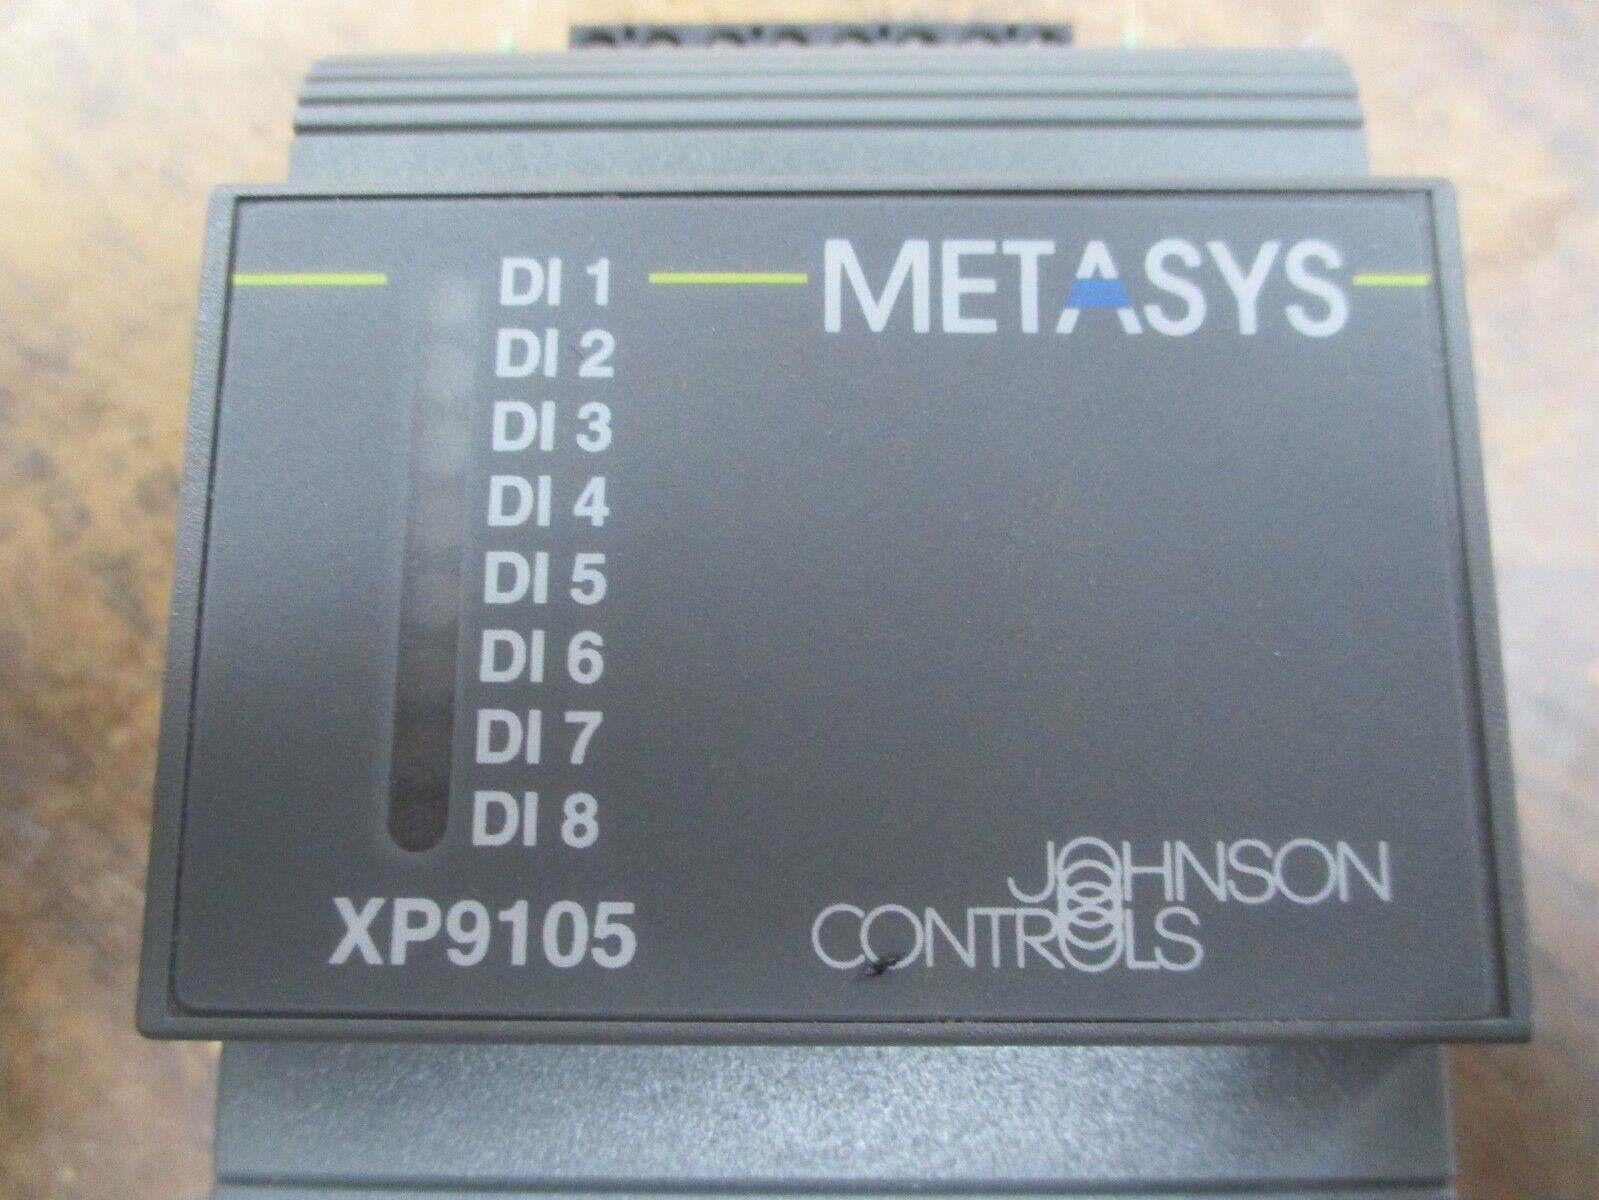 DI 1
METASYS
DI 2
DI 3
DI 4
DI 5
DI 6
DI 7
DI 8
XP9105
JOHNSON
CONTROLS